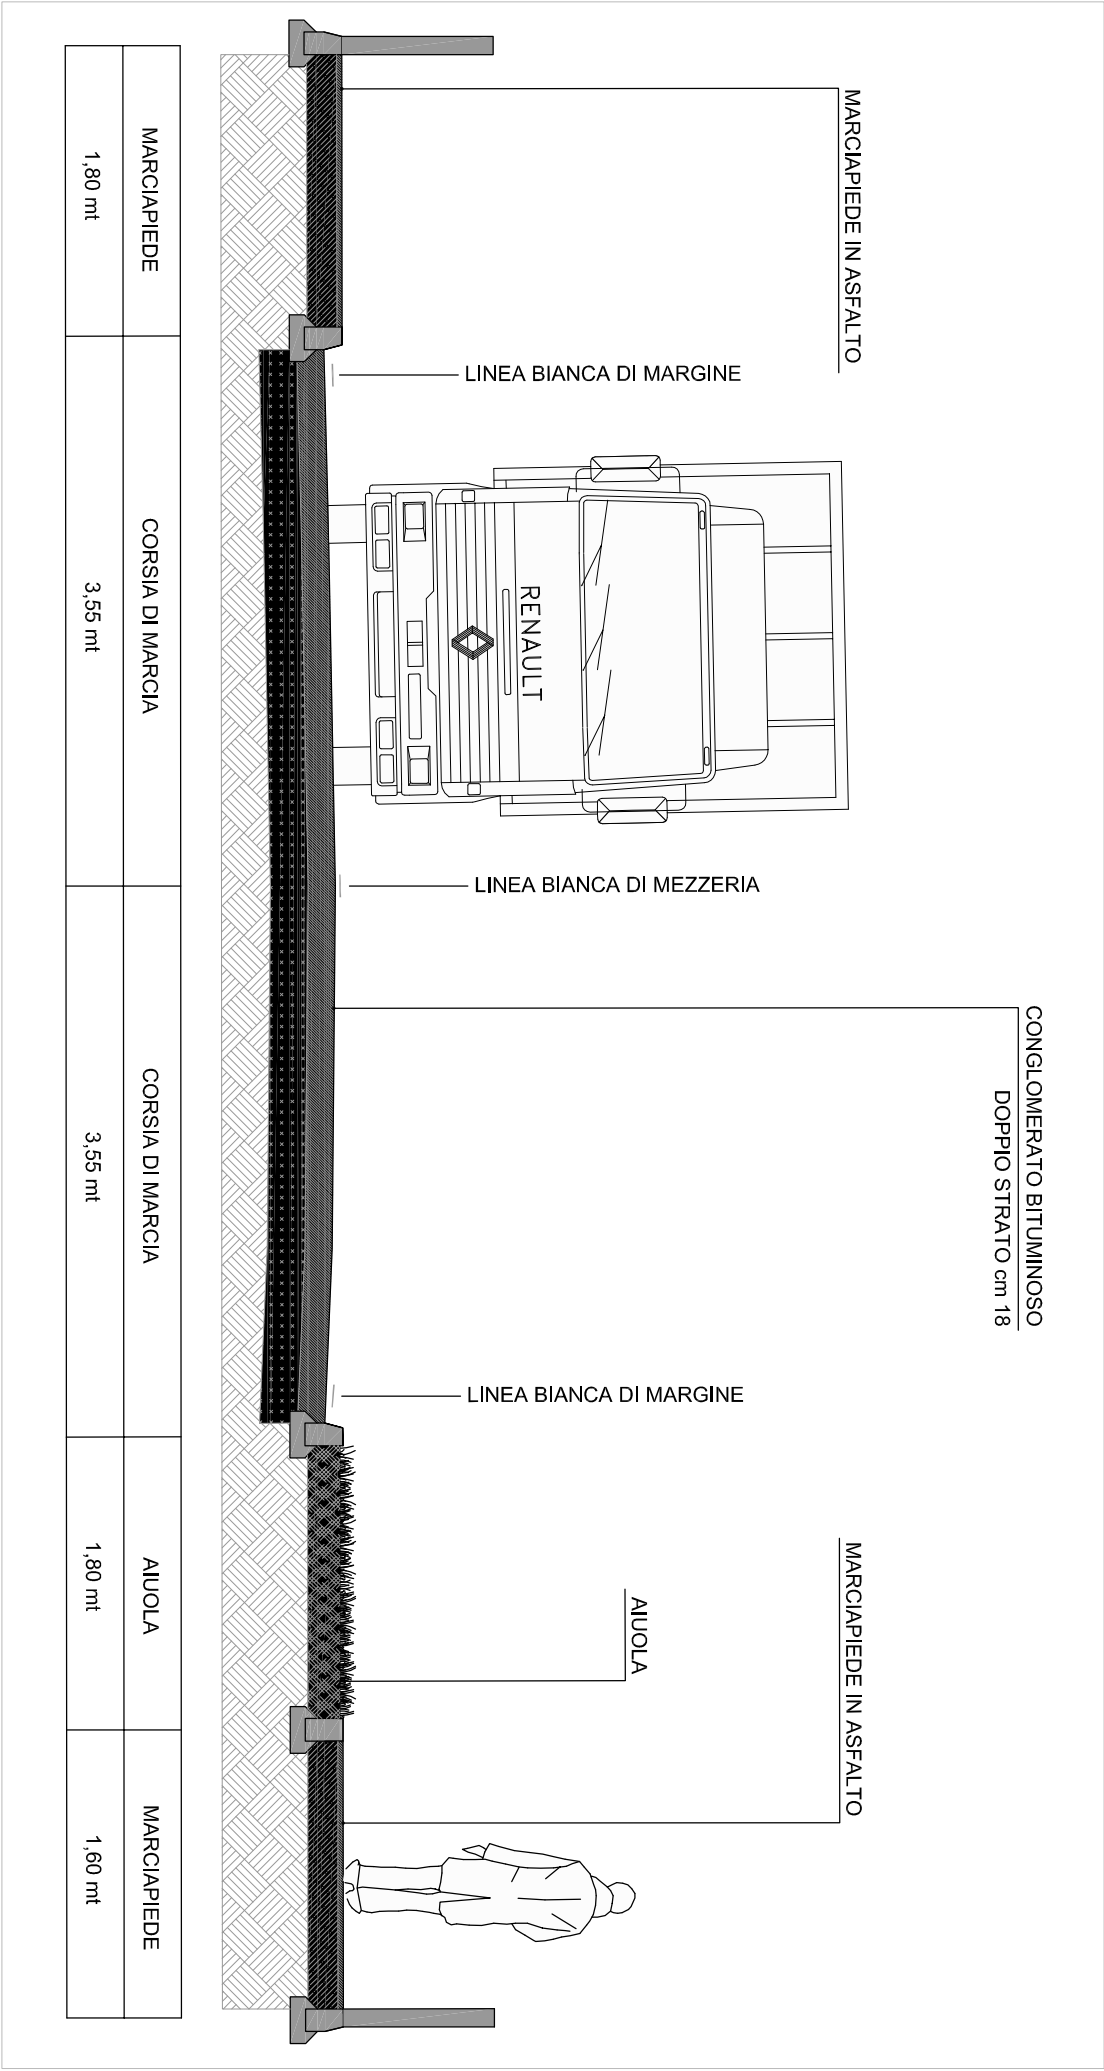 CONGLOMERATO BITUMINOSO
DOPPIO STRATO cm 18
MARCIAPIEDE IN ASFALTO
MARCIAPIEDE IN ASFALTO
AIUOLA
LINEA BIANCA DI MARGINE
RENAULT
LINEA BIANCA DI MEZZERIA
LINEA BIANCA DI MARGINE
MARCIAPIEDE
CORSIA DI MARCIA
CORSIA DI MARCIA
AIUOLA
MARCIAPIEDE
1,80 mt
3,55 mt
3,55 mt
1,80 mt
1,60 mt